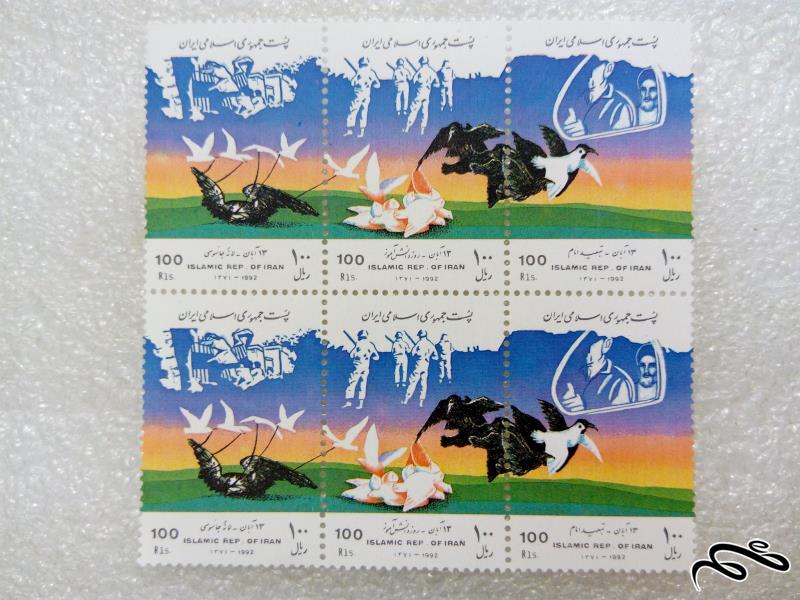 پست جمهوری اسلامی ایران
پست جمهوری اسلامی ایران
پست جمهوری اسلامی ایران
100 Rls. ۱۳ آبان - تبعید امام ۱۰۰ ریال
ISLAMIC REP. OF IRAN
۱۳۷۱-1992
100 Rls. ۱۳ آبان - روز دانش آموز ۱۰۰ ریال
ISLAMIC REP. OF IRAN
۱۳۷۱-1992
100 Rls. ۱۳ آبان - لانه جاسوسی ۱۰۰ ریال
ISLAMIC REP. OF IRAN
۱۳۷۱-1992
پست جمهوری اسلامی ایران
پست جمهوری اسلامی ایران
پست جمهوری اسلامی ایران
100 Rls. ۱۳ آبان - تبعید امام ۱۰۰ ریال
ISLAMIC REP. OF IRAN
۱۳۷۱-1992
100 Rls. ۱۳ آبان - روز دانش آموز ۱۰۰ ریال
ISLAMIC REP. OF IRAN
۱۳۷۱-1992
100 Rls. ۱۳ آبان - لانه جاسوسی ۱۰۰ ریال
ISLAMIC REP. OF IRAN
۱۳۷۱-1992